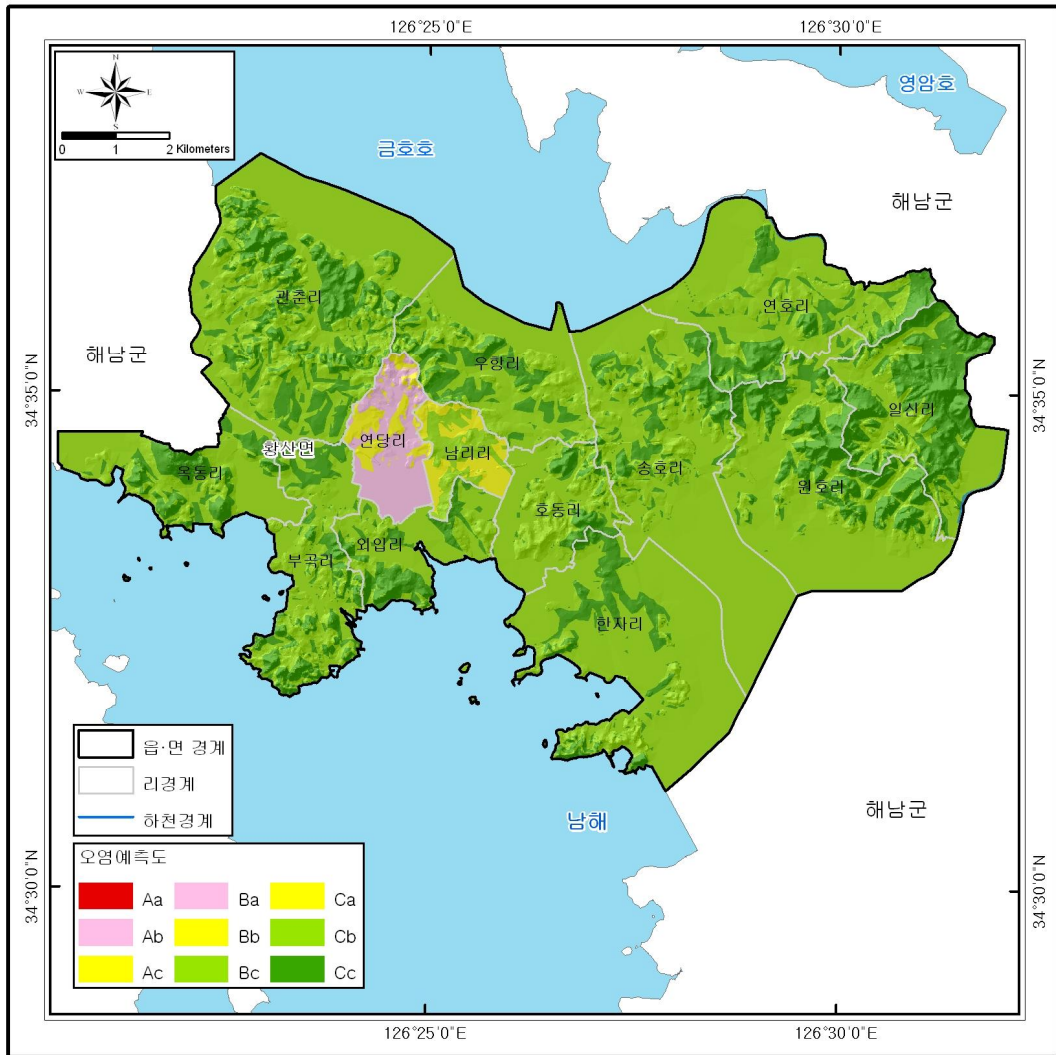 126°25'0"E
126°30'0"E
N
W
E
S
0 1 2 Kilometers
영암호
금호호
해남군
관춘리
연호리
해남군
우항리
34°35'0"N
34°35'0"N
일신리
연당리
황산면
남리리
송호리
옥동리
원호리
호동리
외입리
부곡리
한자리
읍·면 경계
리경계
하천경계
남해
해남군
오염예측도
Aa
Ba
Ca
Ab
Bb
Cb
Ac
Bc
Cc
34°30'0"N
34°30'0"N
126°25'0"E
126°30'0"E